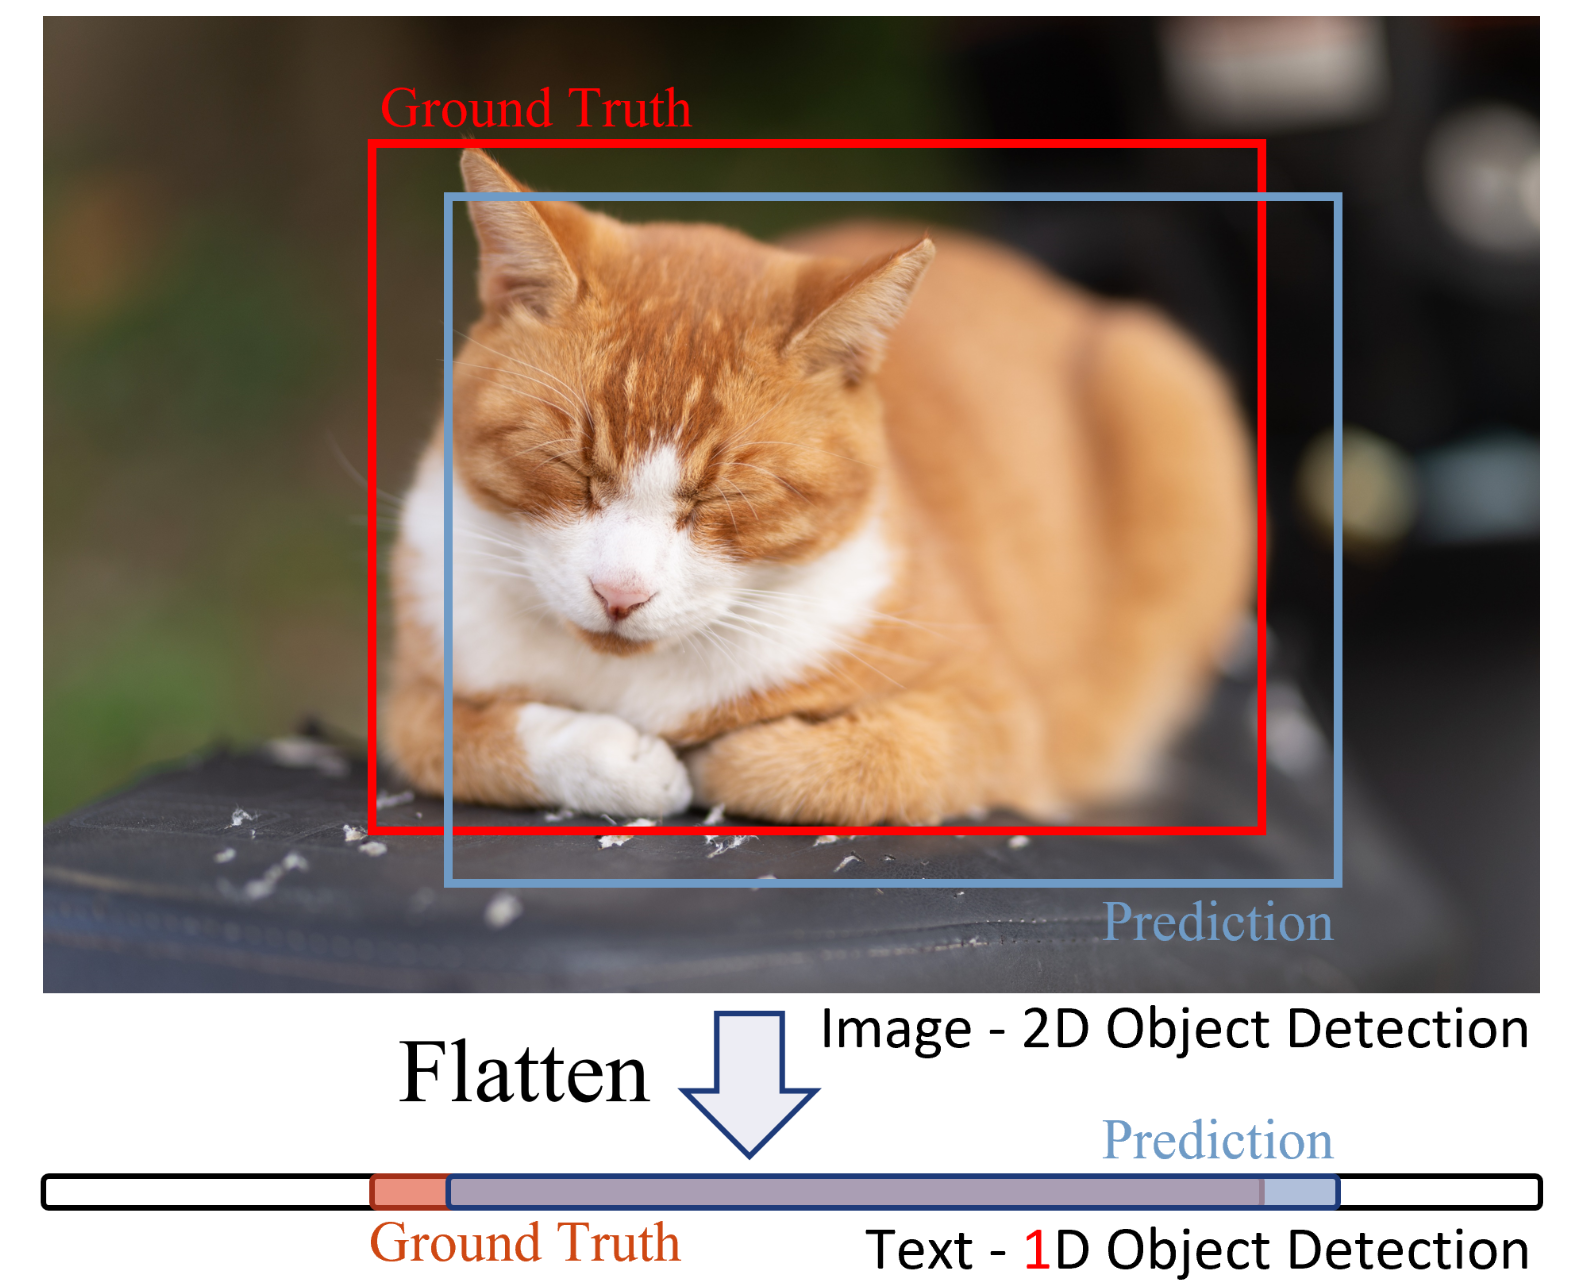 Ground Truth
Prediction
Image - 2D Object Detection
Flatten
Prediction
Ground Truth
Text - 1D Object Detection